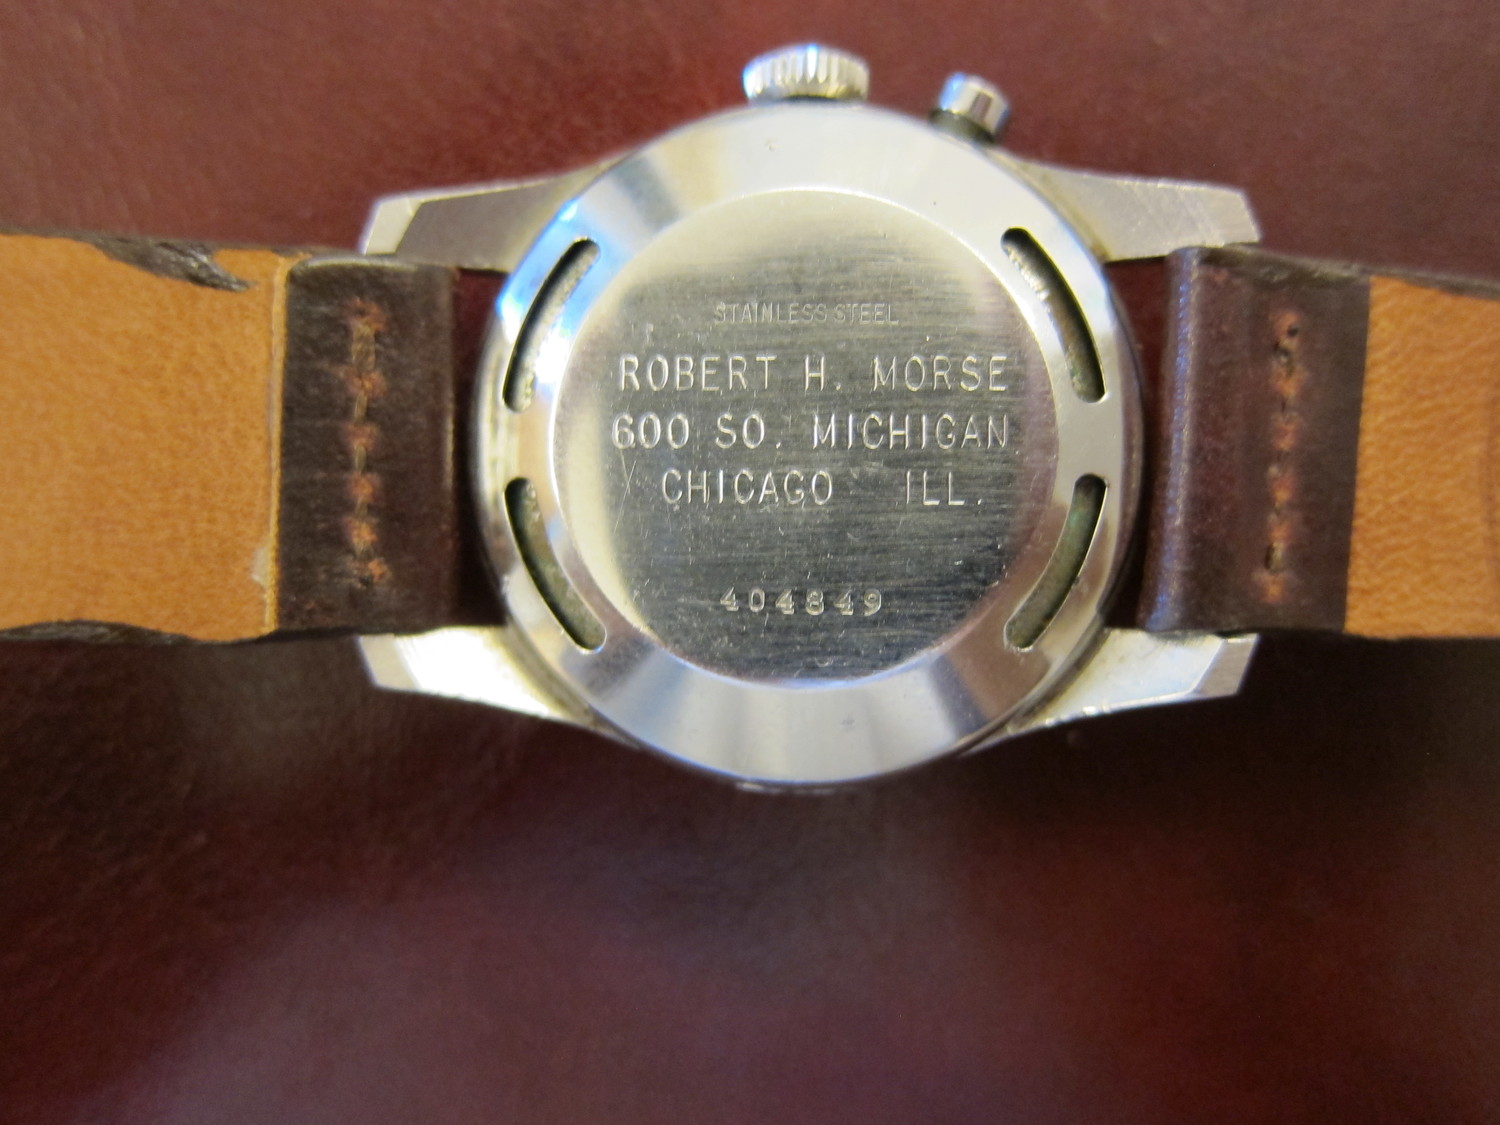 STAINLESS STEEL
ROBERT H. MORSE
600 SO. MICHIGAN
CHICAGO ILL.
404849